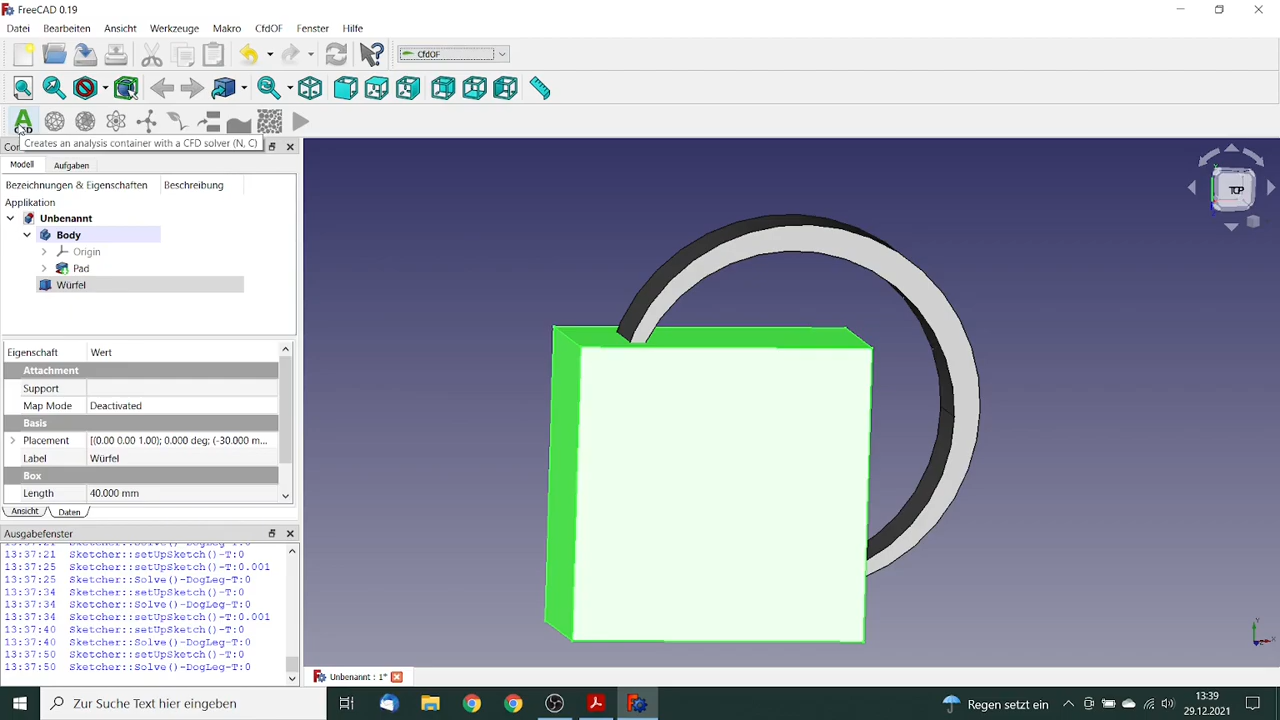 FreeCAD 0.19
Datei Bearbeiten Ansicht Werkzeuge Makro CfdOF Fenster Hilfe
CfdOF
A
CFD
Creates an analysis container with a CFD solver (N, C)
Modell Aufgaben
Bezeichnungen & Eigenschaften Beschreibung
Applikation
Unbenannt
Body
Origin
Pad
Würfel
TOP
Eigenschaft Wert
Attachment
Support
Map Mode Deactivated
Basis
Placement [(0.00 0.00 1.00); 0.000 deg; (-30.000 m...
Label Würfel
Box
Length 40.000 mm
Ansicht Daten
Ausgabefenster
13:37:21 Sketcher::setUpSketch()-T:0
13:37:25 Sketcher::setUpSketch()-T:0.001
13:37:25 Sketcher::Solve()-DogLeg-T:0
13:37:34 Sketcher::setUpSketch()-T:0
13:37:34 Sketcher::Solve()-DogLeg-T:0
13:37:34 Sketcher::setUpSketch()-T:0.001
13:37:40 Sketcher::setUpSketch()-T:0
13:37:40 Sketcher::Solve()-DogLeg-T:0
13:37:50 Sketcher::setUpSketch()-T:0
13:37:50 Sketcher::Solve()-DogLeg-T:0
Y
X
Unbenannt : 1*
Zur Suche Text hier eingeben
Regen setzt ein
13:39
29.12.2021